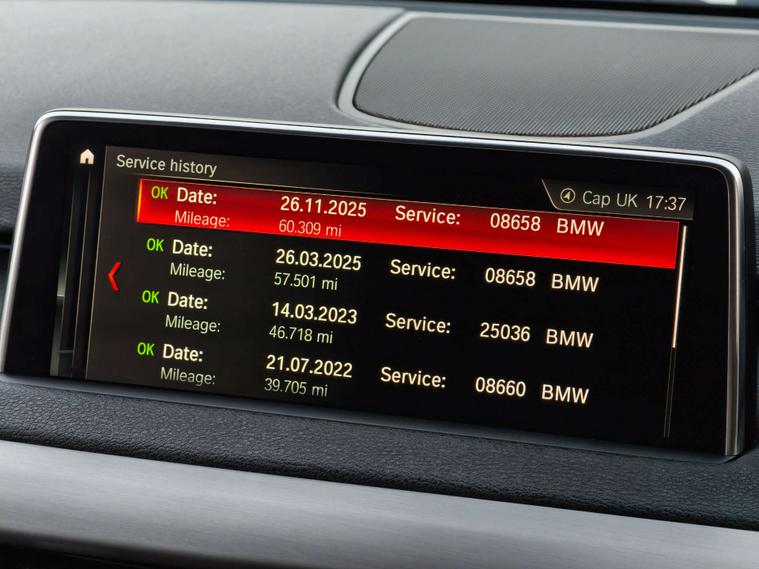 Service history
Cap UK 17:37
OK Date: 26.11.2025 Service: 08658 BMW
Mileage: 60.309 mi
OK Date: 26.03.2025 Service: 08658 BMW
Mileage: 57.501 mi
OK Date: 14.03.2023 Service: 25036 BMW
Mileage: 46.718 mi
OK Date: 21.07.2022 Service: 08660 BMW
Mileage: 39.705 mi